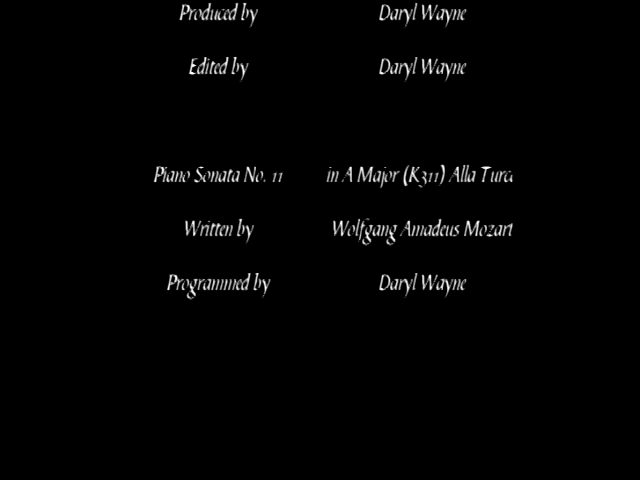 Produced by Daryl Wayne
Edited by Daryl Wayne
Piano Sonata No. 11 in A Major (K311) Alla Turca
Written by Wolfgang Amadeus Mozart
Programmed by Daryl Wayne